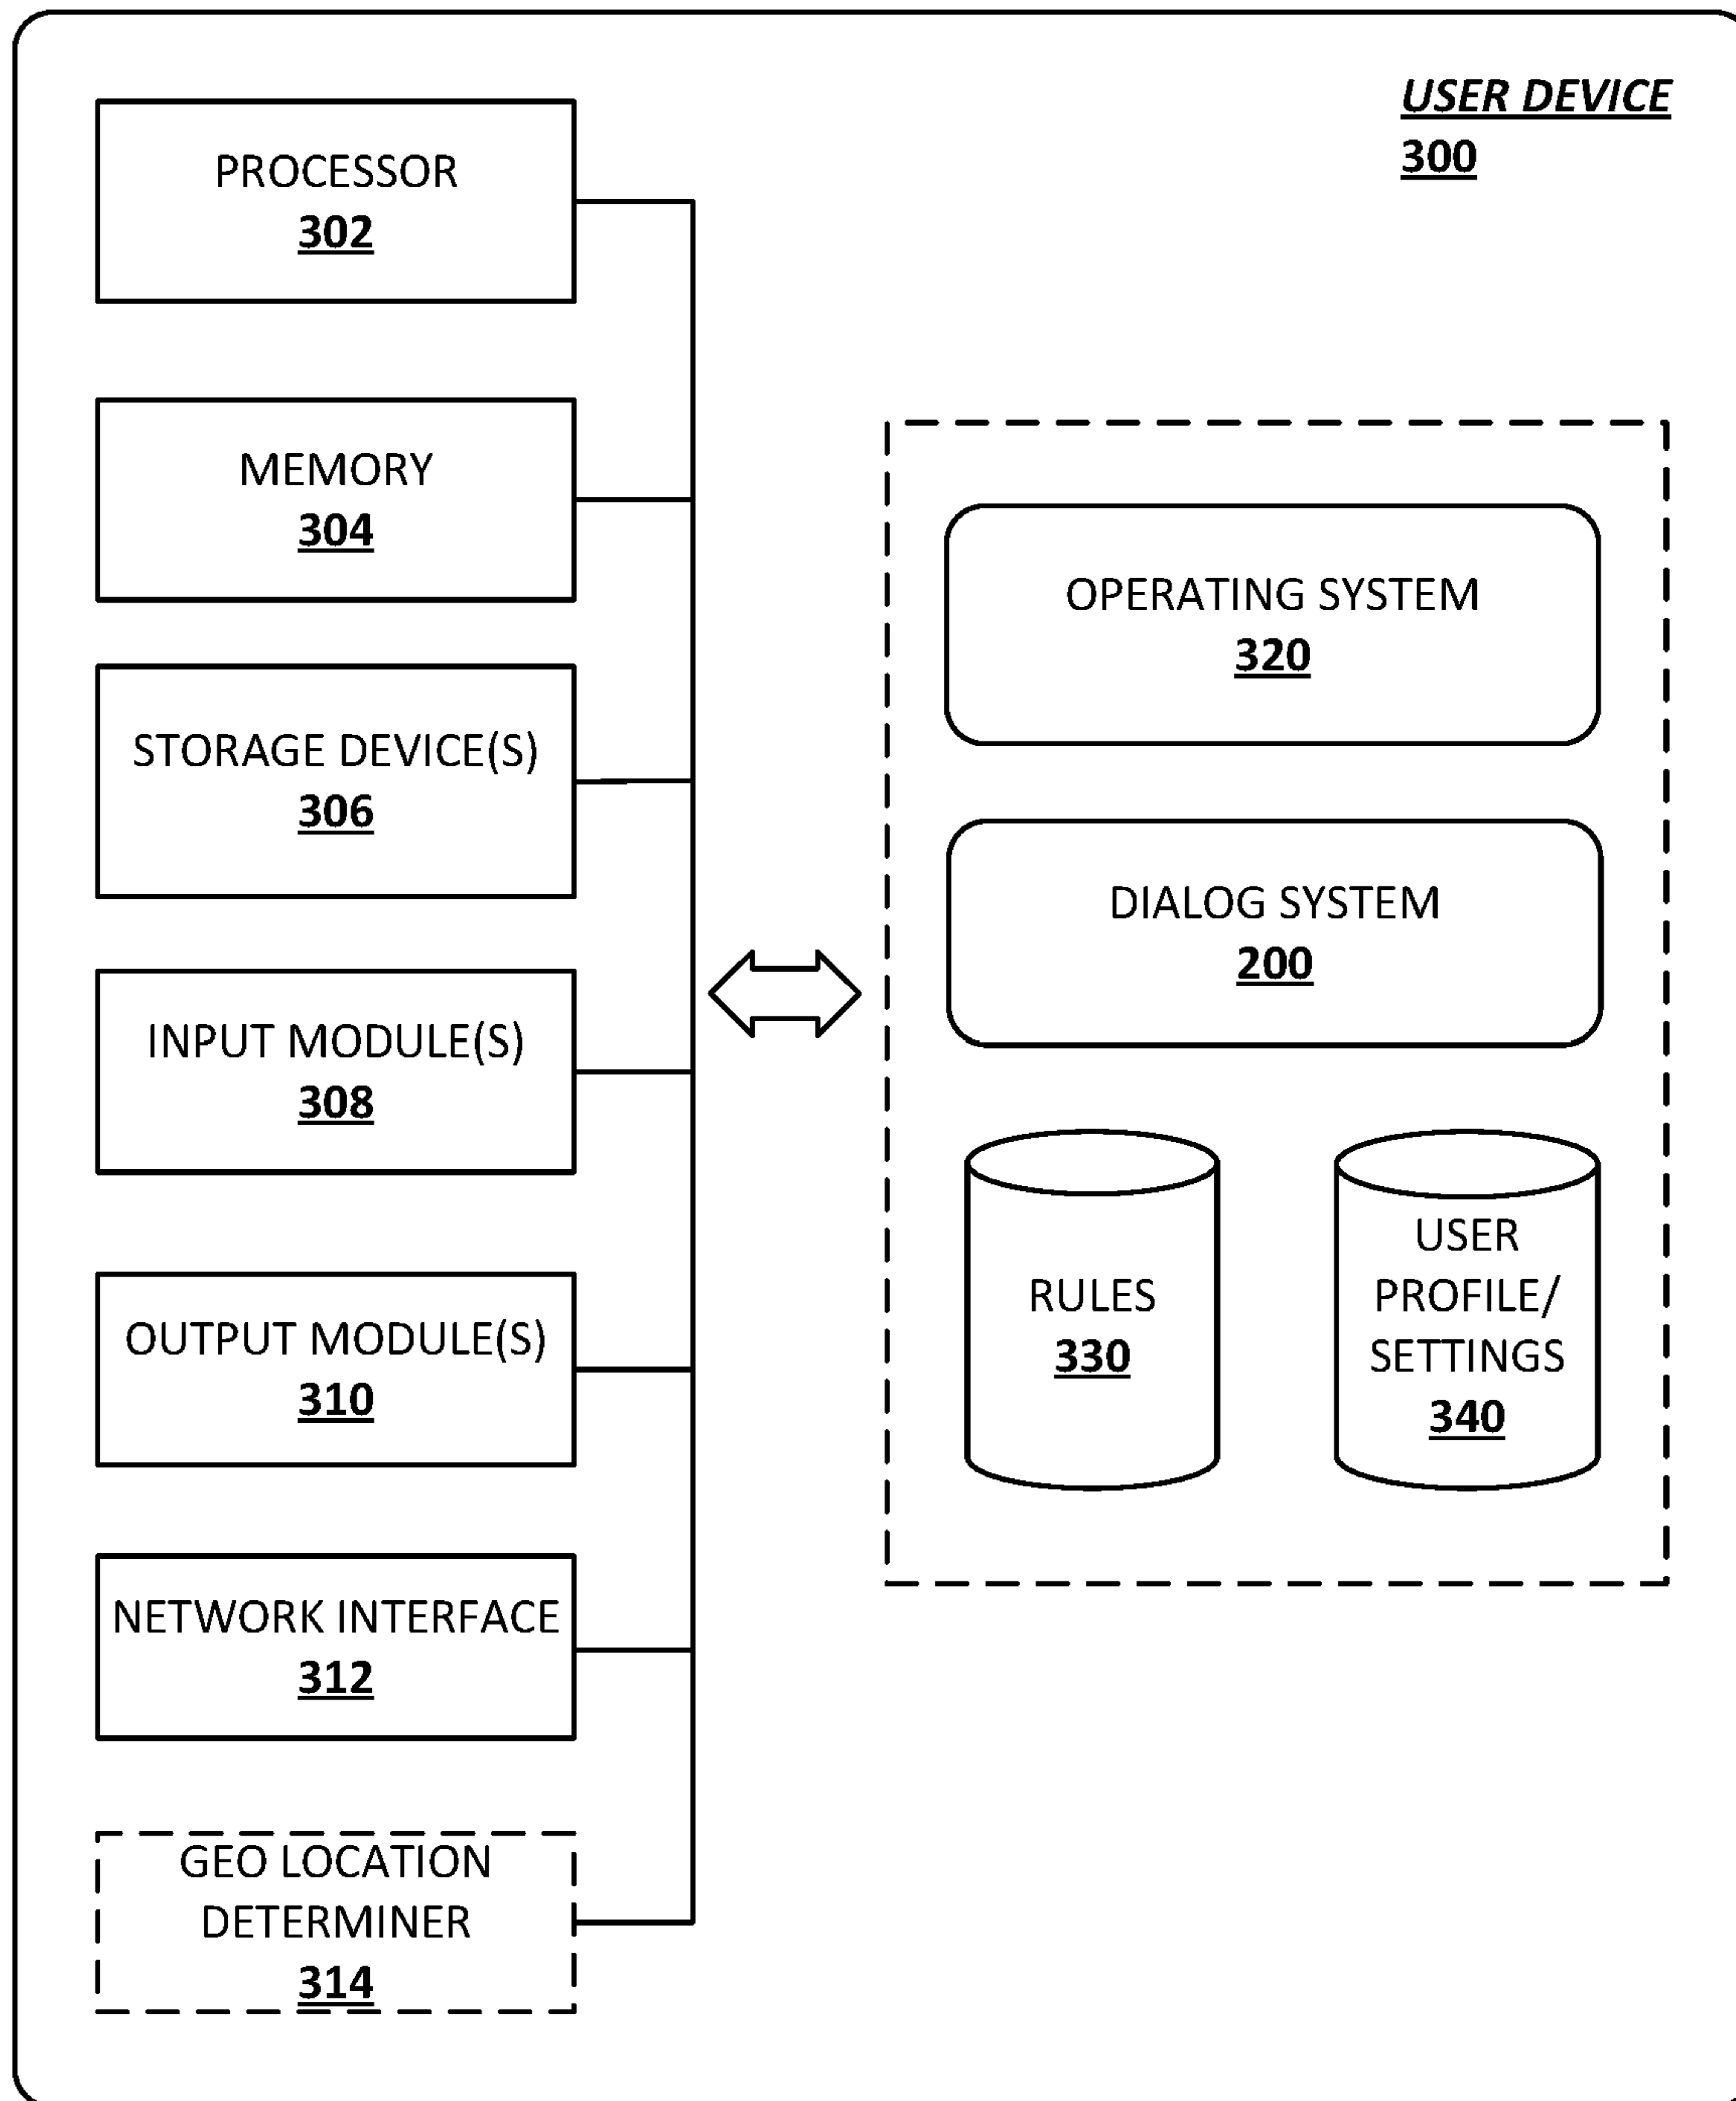 USER DEVICE
300
PROCESSOR
302
MEMORY
304
STORAGE DEVICE(S)
306
INPUT MODULE(S)
308
OUTPUT MODULE(S)
310
NETWORK INTERFACE
312
GEO LOCATION
DETERMINER
314
OPERATING SYSTEM
320
DIALOG SYSTEM
200
RULES
330
USER
PROFILE/
SETTINGS
340